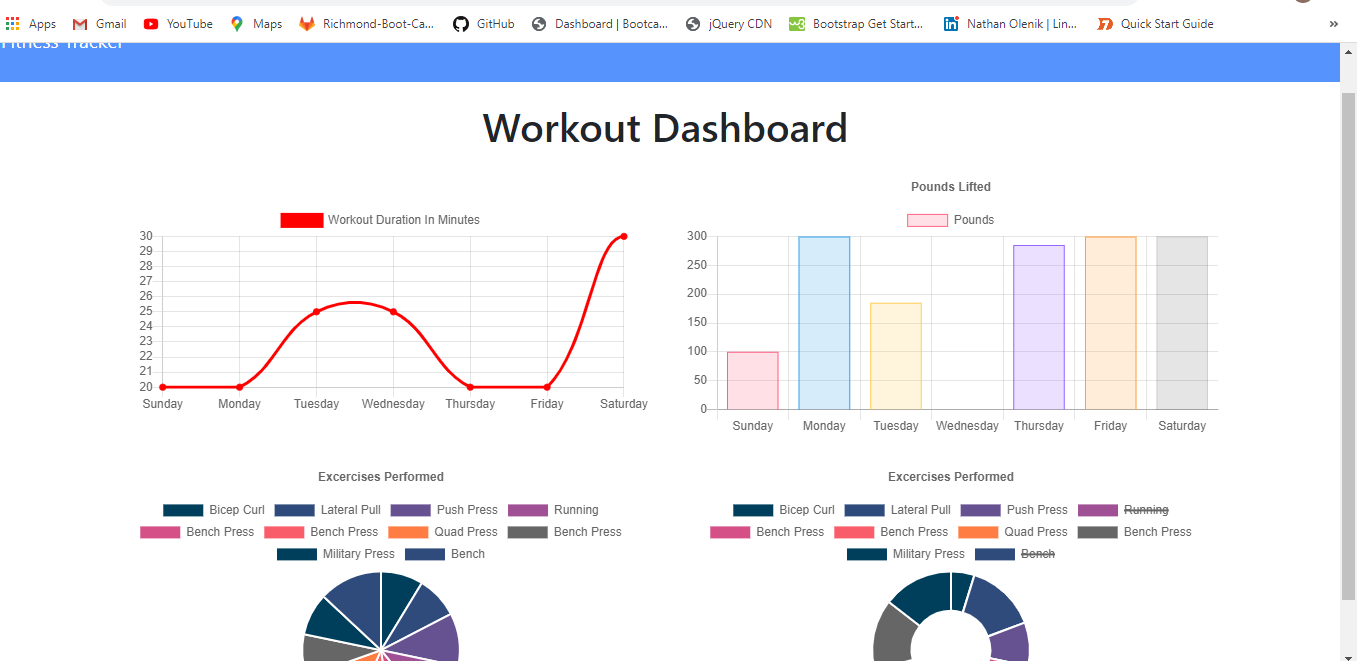 Apps Gmail YouTube Maps Richmond-Boot-Ca... GitHub Dashboard | Bootca... jQuery CDN Bootstrap Get Start... Nathan Olenik | Lin... Quick Start Guide »
Fitness Tracker
Workout Dashboard
Workout Duration In Minutes
30
29
28
27
26
25
24
23
22
21
20
Sunday Monday Tuesday Wednesday Thursday Friday Saturday
Pounds Lifted
Pounds
300
250
200
150
100
50
0
Sunday Monday Tuesday Wednesday Thursday Friday Saturday
Excercises Performed
Bicep Curl Lateral Pull Push Press Running
Bench Press Bench Press Quad Press Bench Press
Military Press Bench
Excercises Performed
Bicep Curl Lateral Pull Push Press Running
Bench Press Bench Press Quad Press Bench Press
Military Press Bench